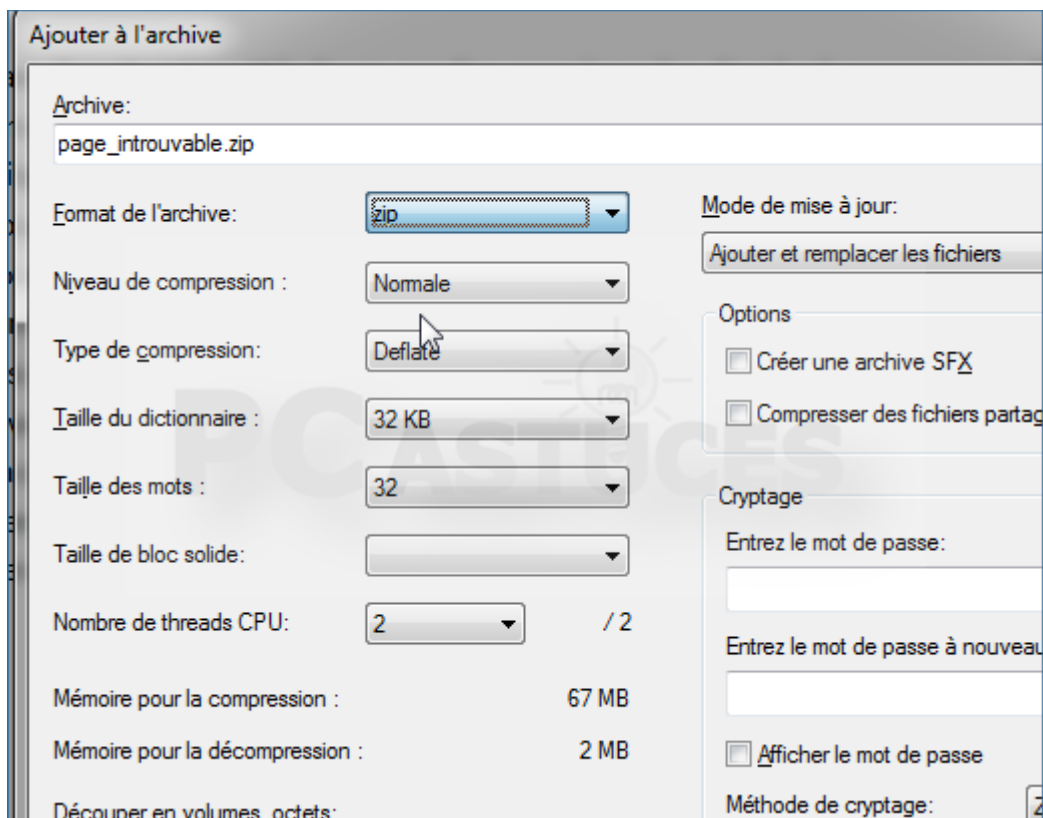 Ajouter à l'archive
Archive:
page_introuvable.zip
Format de l'archive: zip
Niveau de compression : Normale
Type de compression: Deflate
Taille du dictionnaire : 32 KB
Taille des mots : 32
Taille de bloc solide:
Nombre de threads CPU: 2 / 2
Mémoire pour la compression : 67 MB
Mémoire pour la décompression : 2 MB
Découper en volumes, octets:
Mode de mise à jour:
Ajouter et remplacer les fichiers
Options
Créer une archive SFX
Compresser des fichiers
Cryptage
Entrez le mot de passe:
Entrez le mot de passe à nouveau
Afficher le mot de passe
Méthode de cryptage:
PC ASTUCES